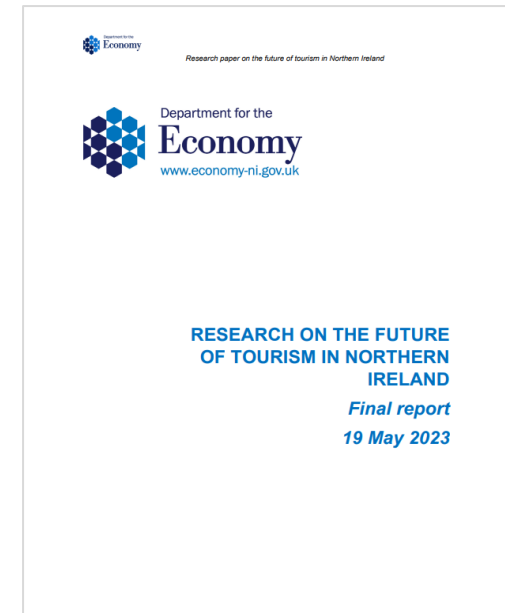 Department for the
Economy
Research paper on the future of tourism in Northern Ireland
Department for the
Economy
www.economy-ni.gov.uk
RESEARCH ON THE FUTURE
OF TOURISM IN NORTHERN
IRELAND
Final report
19 May 2023